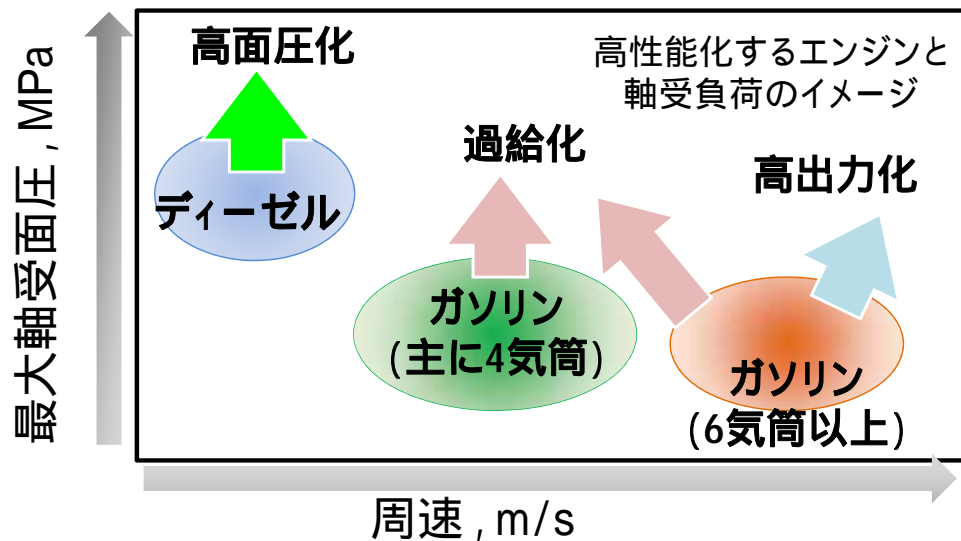 高面圧化
高性能化するエンジンと
軸受負荷のイメージ
過給化
高出力化
ディーゼル
ガソリン
(主に4気筒)
ガソリン
(6気筒以上)
最大軸受面圧, MPa
周速, m/s